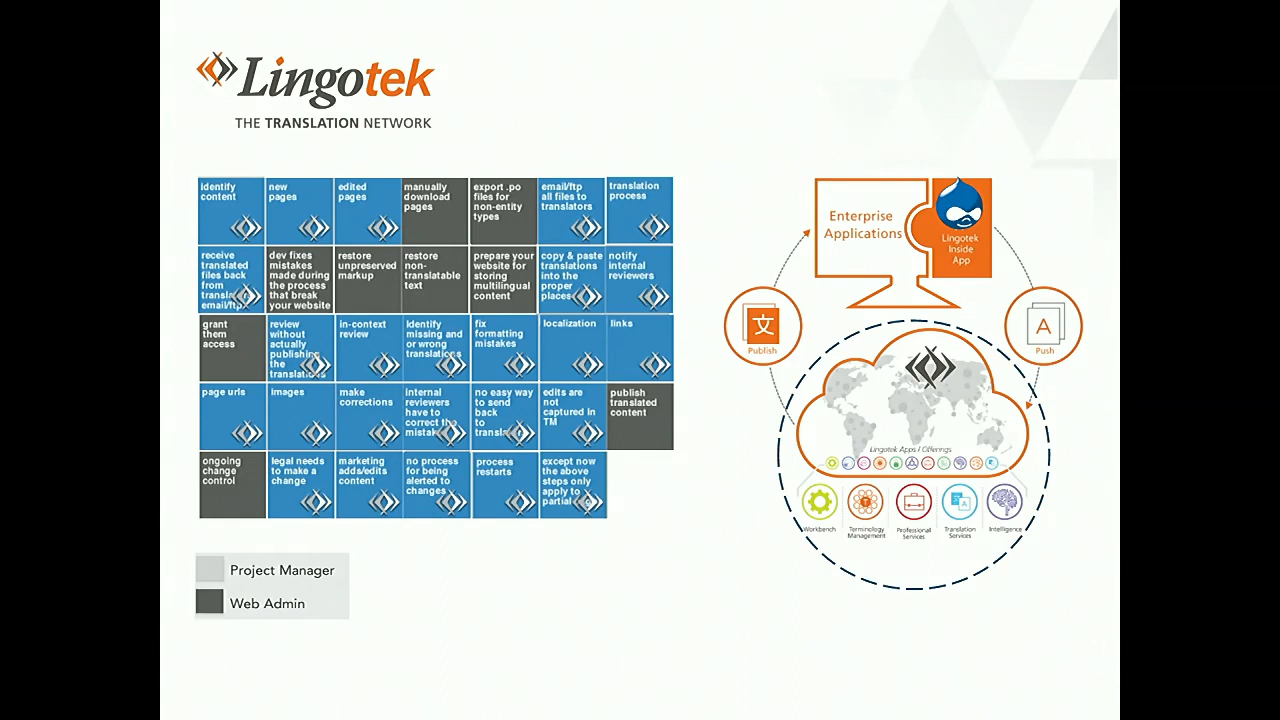 Lingotek
THE TRANSLATION NETWORK
identify
content
new
pages
edited
pages
manually
download
pages
export .po
files for
non-entity
types
email/ftp
all files to
translators
translation
process
receive
translated
files back
from
email/ftp
dev fixes
mistakes
made during
the process
that break
your website
restore
unpreserved
markup
restore
non-
translatable
text
prepare your
website for
storing
multilingual
content
copy & paste
translations
into the
proper
places
notify
internal
reviewers
grant
them
access
review
without
actually
publishing
the
translations
in-context
review
Identify
missing and
or wrong
translations
fix
formatting
mistakes
localization
links
page urls
images
make
corrections
internal
reviewers
have to
correct the
no easy way
to send
back
to
edits are
not
captured in
TM
publish
translated
content
ongoing
change
control
legal needs
to make a
change
marketing
adds/edits
content
no process
for being
alerted to
changes
process
restarts
except now
the above
steps only
apply to
partial
Project Manager
Web Admin
Enterprise
Applications
Lingotek
Inside
App
文
Publish
A
Push
Lingotek Apps / Offerings
Workbench
Terminology
Management
Professional
Services
Translation
Services
Intelligence